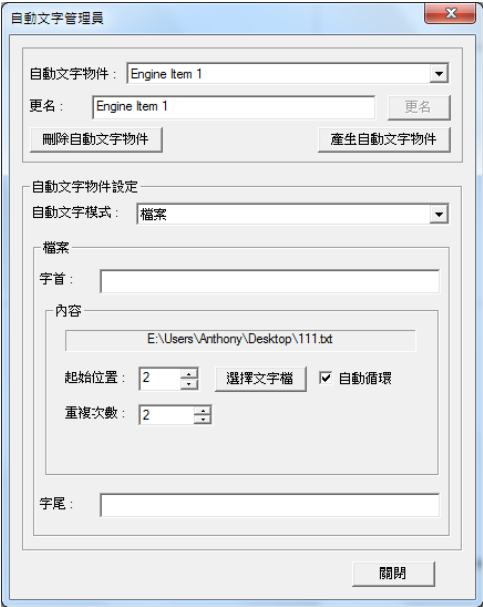 自動文字管理員
自動文字物件： Engine Item 1
更名： Engine Item 1 更名
刪除自動文字物件 產生自動文字物件
自動文字物件設定
自動文字模式： 檔案
檔案
字首：
內容
E:\Users\Anthony\Desktop\111.txt
起始位置： 2 選擇文字檔 自動循環
重複次數： 2
字尾：
關閉